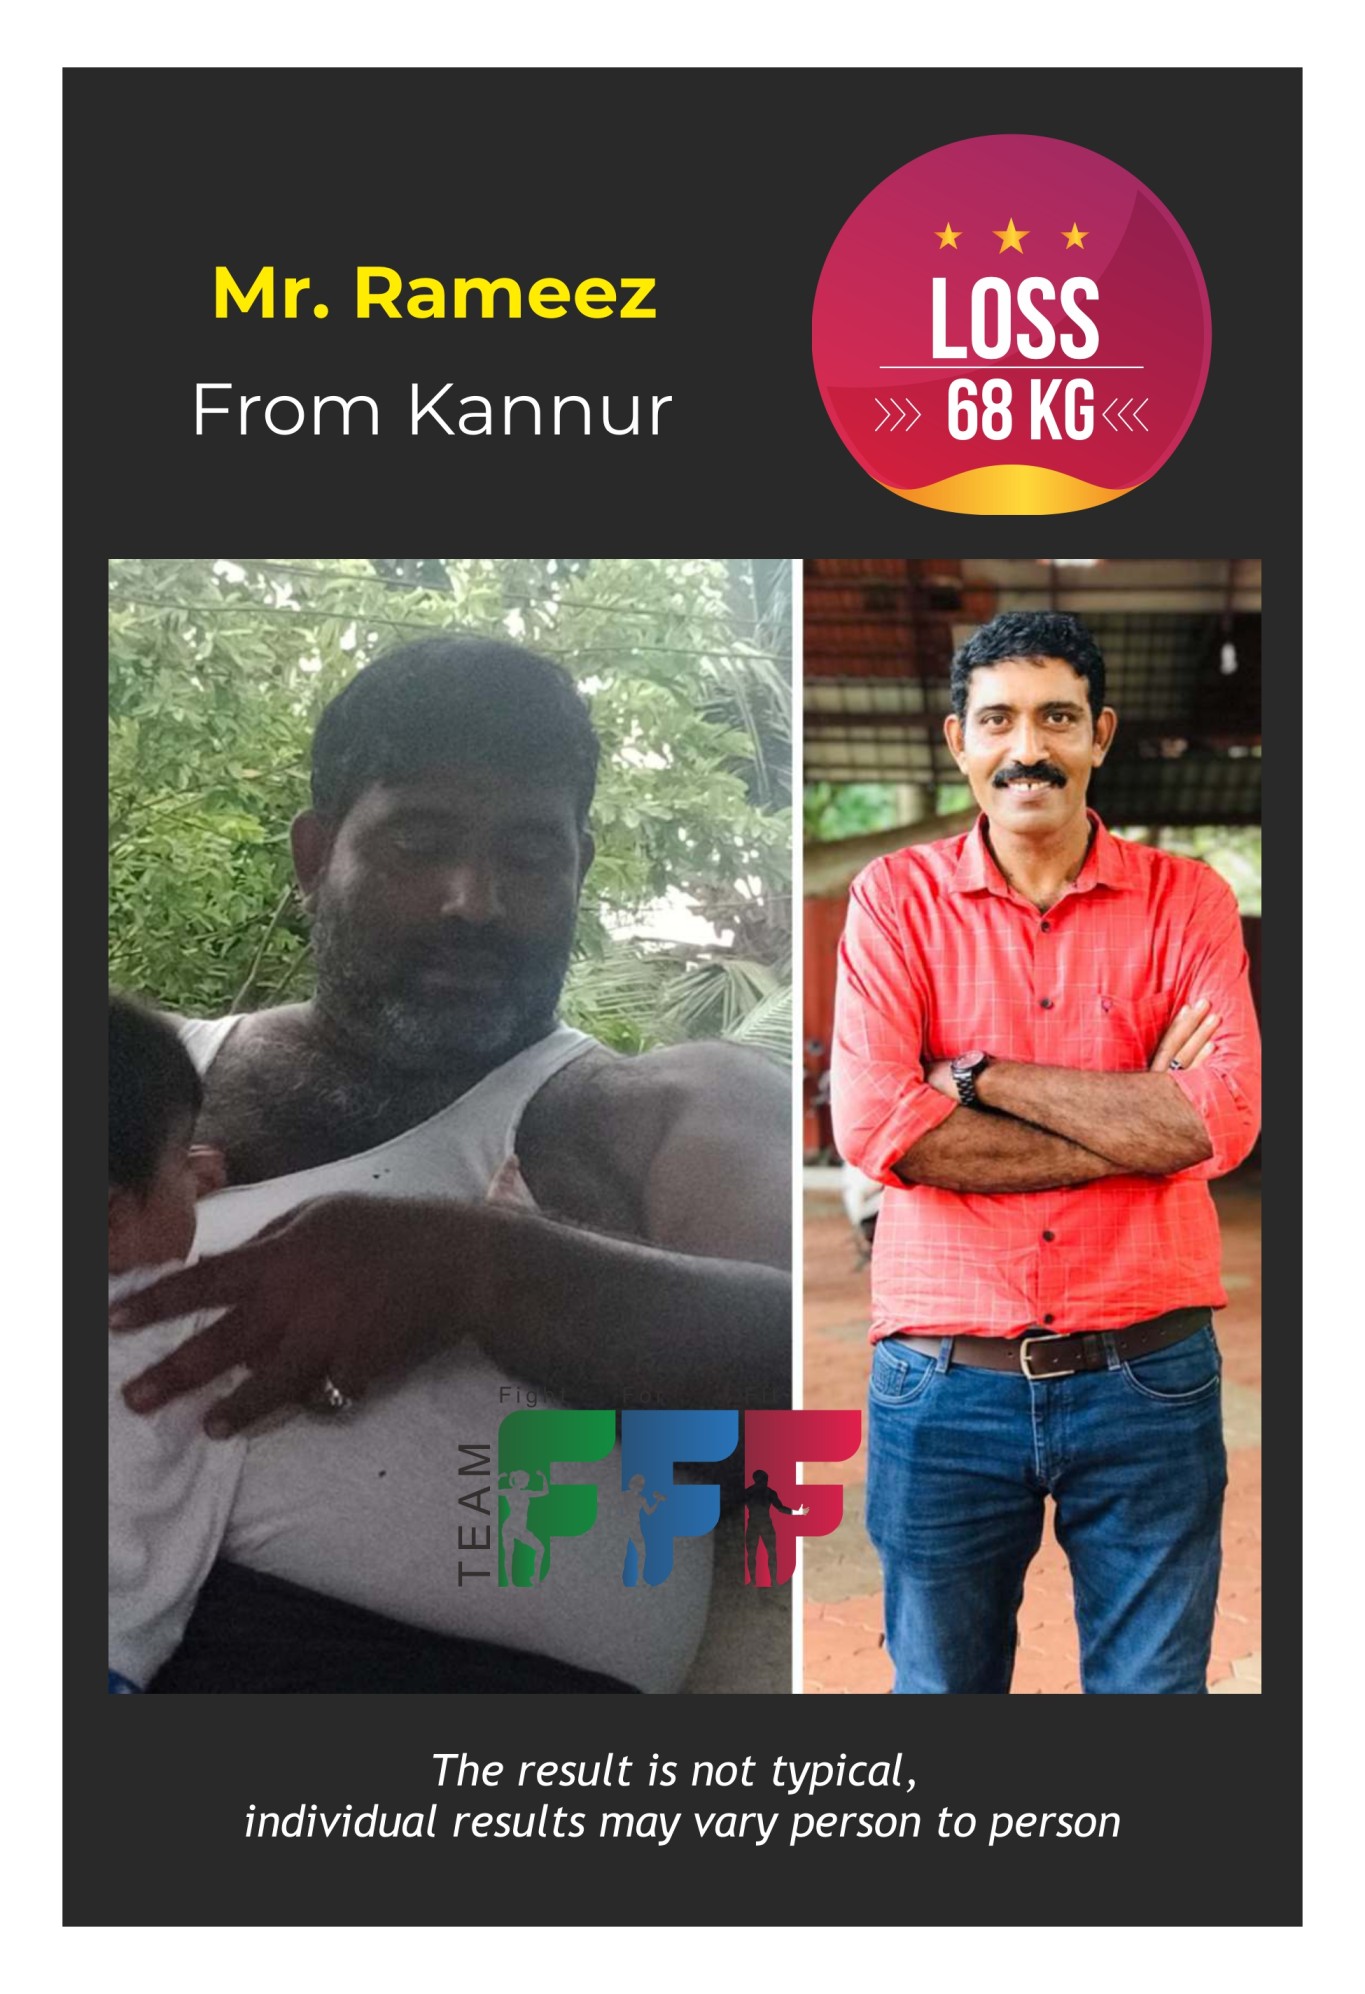 Mr. Rameez
From Kannur
LOSS
68 KG
TEAM
FFF
The result is not typical,
individual results may vary person to person